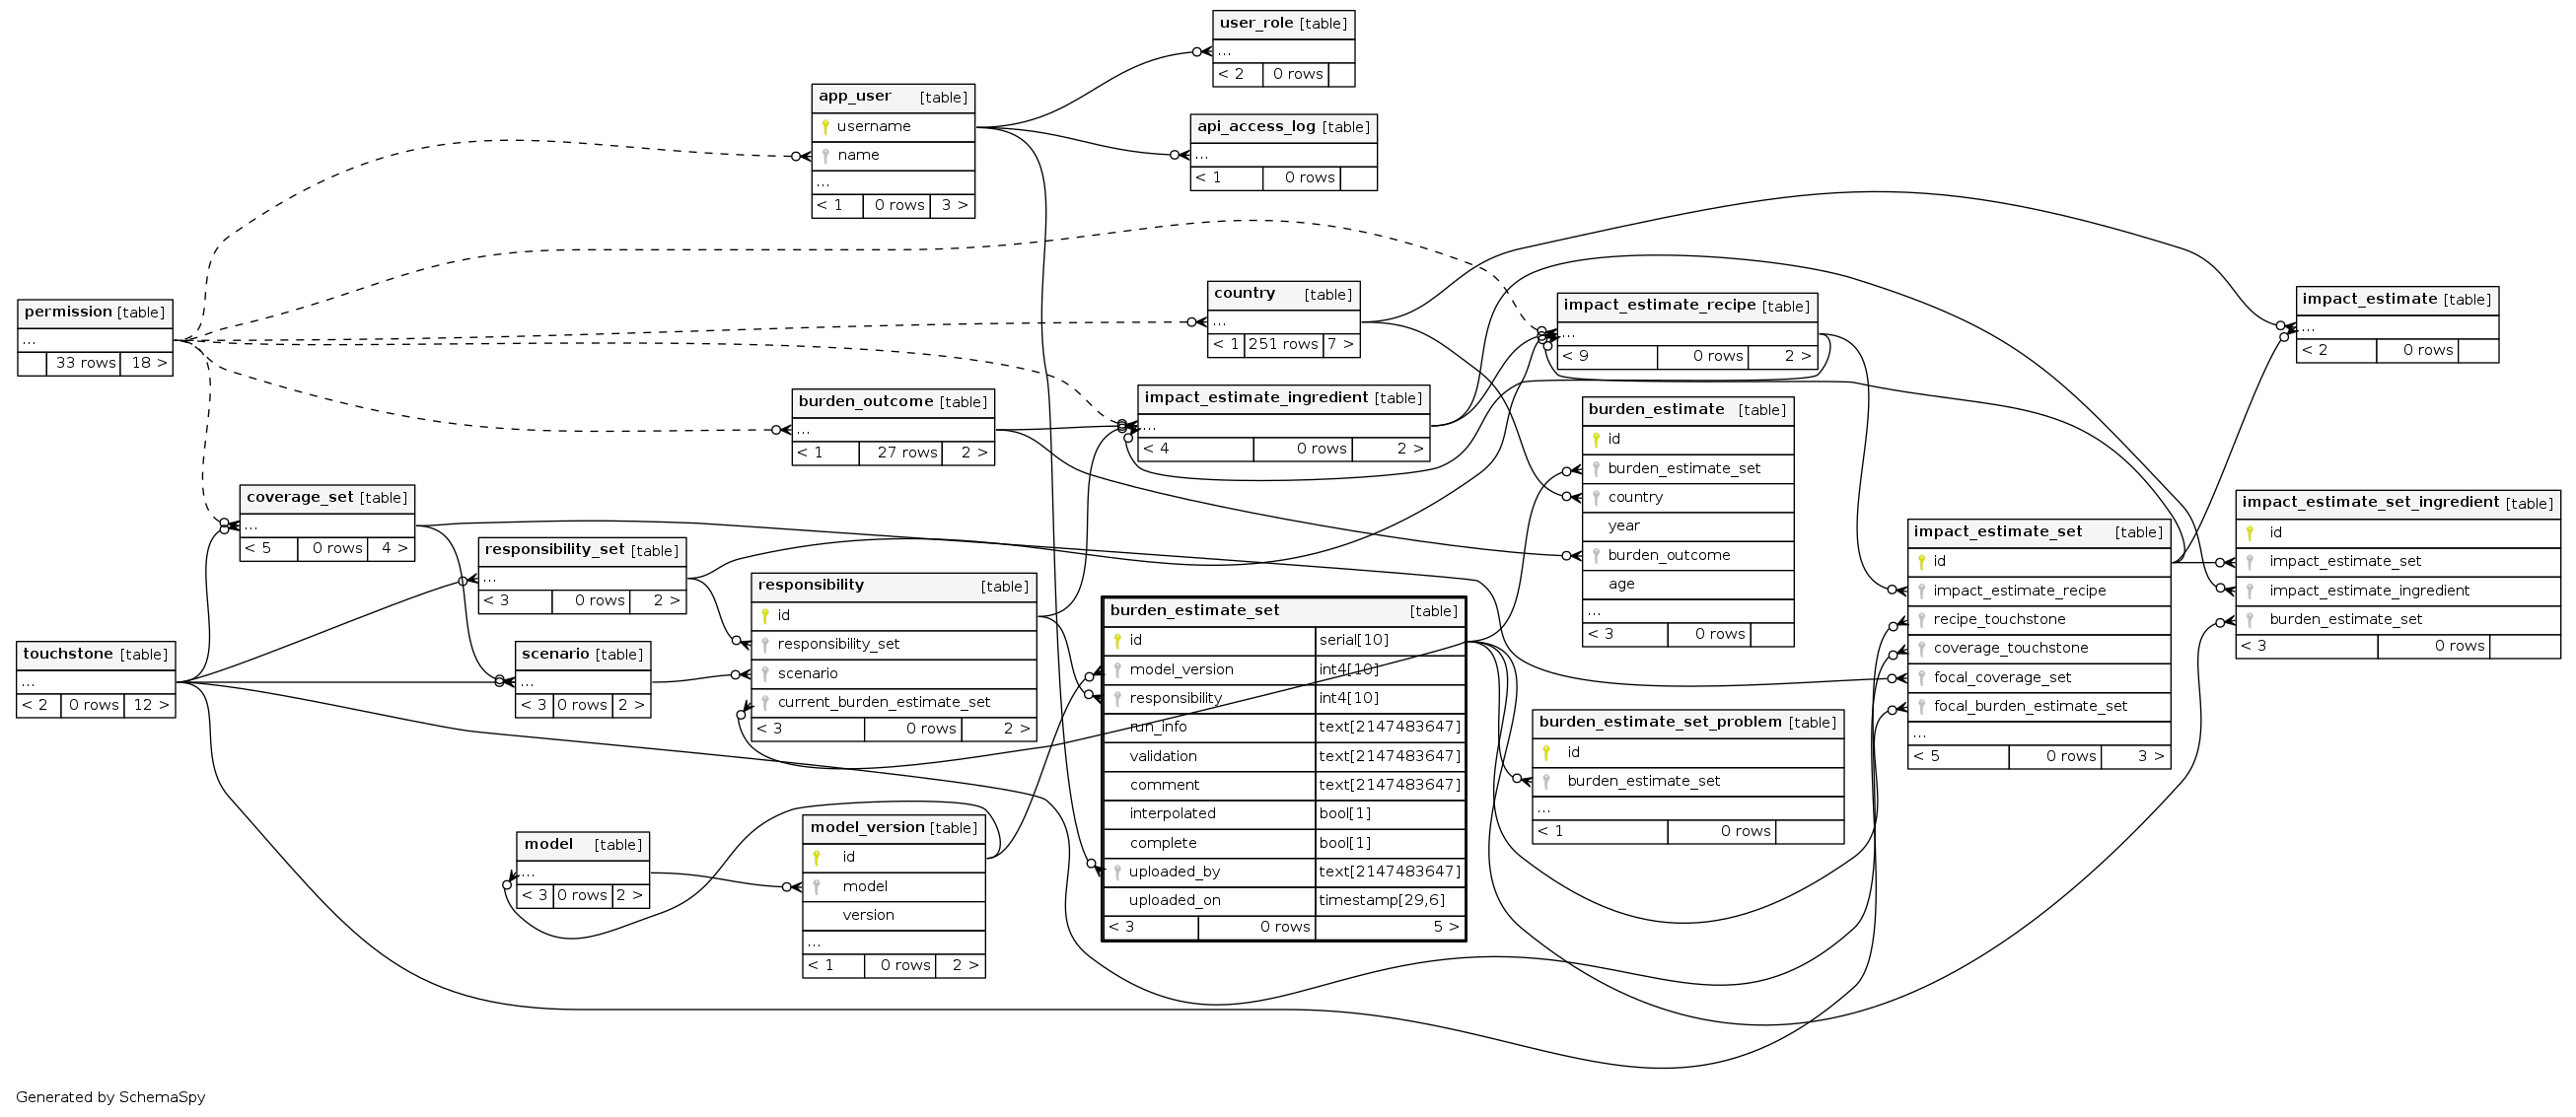 user_role [table]
...
< 2 0 rows
app_user [table]
username
name
...
< 1 0 rows 3 >
api_access_log [table]
...
< 1 0 rows
permission [table]
...
33 rows 18 >
country [table]
...
< 1 251 rows 7 >
impact_estimate_recipe [table]
...
< 9 0 rows 2 >
impact_estimate [table]
...
< 2 0 rows
burden_outcome [table]
...
< 1 27 rows 2 >
impact_estimate_ingredient [table]
...
< 4 0 rows 2 >
burden_estimate [table]
id
burden_estimate_set
country
year
burden_outcome
age
...
< 3 0 rows
coverage_set [table]
...
< 5 0 rows 4 >
responsibility_set [table]
...
< 3 0 rows 2 >
responsibility [table]
id
responsibility_set
scenario
current_burden_estimate_set
< 3 0 rows 2 >
impact_estimate_set [table]
id
impact_estimate_recipe
recipe_touchstone
coverage_touchstone
focal_coverage_set
focal_burden_estimate_set
...
< 5 0 rows 3 >
impact_estimate_set_ingredient [table]
id
impact_estimate_set
impact_estimate_ingredient
burden_estimate_set
< 3 0 rows
touchstone [table]
...
< 2 0 rows 12 >
scenario [table]
...
< 3 0 rows 2 >
burden_estimate_set [table]
id serial[10]
model_version int4[10]
responsibility int4[10]
run_info text[2147483647]
validation text[2147483647]
comment text[2147483647]
interpolated bool[1]
complete bool[1]
uploaded_by text[2147483647]
uploaded_on timestamp[29,6]
< 3 0 rows 5 >
burden_estimate_set_problem [table]
id
burden_estimate_set
...
< 1 0 rows
model [table]
...
< 3 0 rows 2 >
model_version [table]
id
model
version
...
< 1 0 rows 2 >
Generated by SchemaSpy